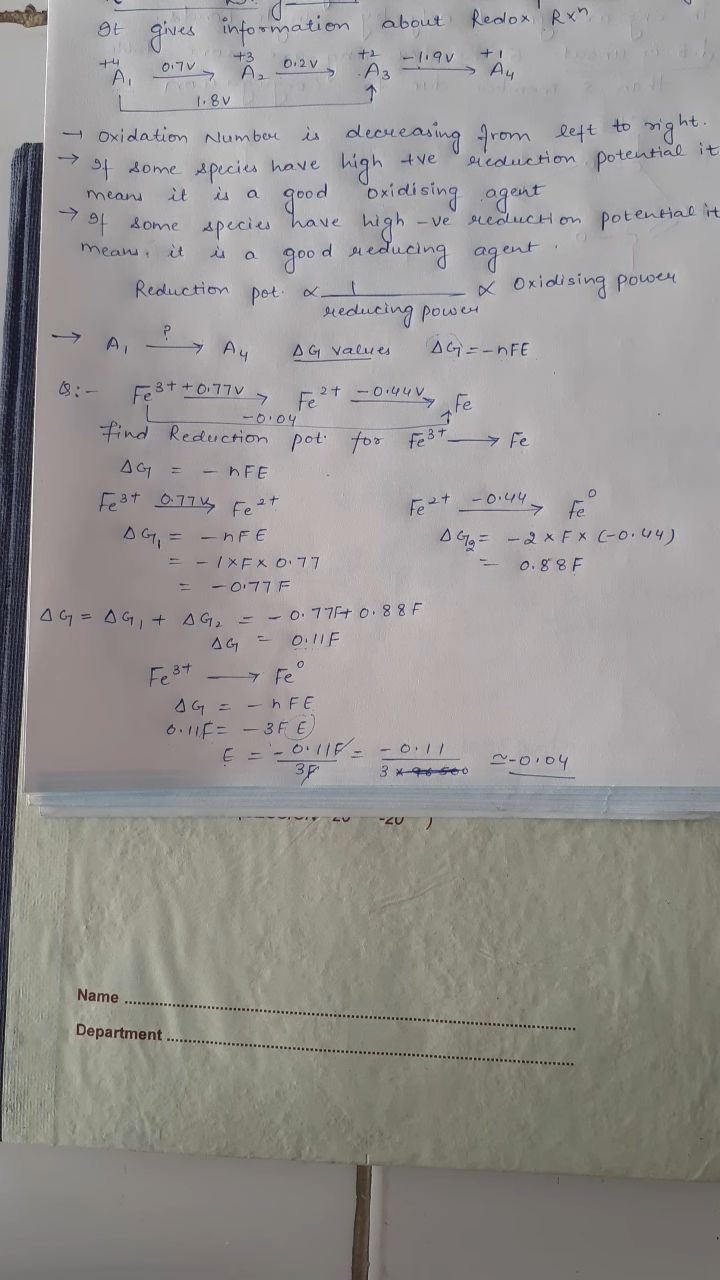 It gives information about Redox Rxⁿ
+4 +3 +2 +1
A₁ 0.7V → A₂ 0.2V → A₃ -1.9V → A₄
1.8V
→ Oxidation Number is decreasing from left to right.
→ If some species have high +ve reduction potential it
means it is a good oxidising agent
→ If some species have high -ve reduction potential it
means it is a good reducing agent.
Reduction pot. ∝ 1/reducing power ∝ Oxidising power
→ A₁ ?→ A₄ ΔG values ΔG = -nFE
Q:- Fe³⁺ +0.77V → Fe²⁺ -0.44V → Fe
-0.04
find Reduction pot. for Fe³⁺ → Fe
ΔG = -nFE
Fe³⁺ 0.77V → Fe²⁺ Fe²⁺ -0.44 → Fe⁰
ΔG₁ = -nFE ΔG₂ = -2×F×(-0.44)
= -1×F×0.77 = 0.88F
= -0.77F
ΔG = ΔG₁ + ΔG₂ = -0.77F+0.88F
ΔG = 0.11F
Fe³⁺ → Fe⁰
ΔG = -nFE
0.11F = -3FE
E = -0.11F/3F = -0.11/3 ≃ -0.04
Name
Department